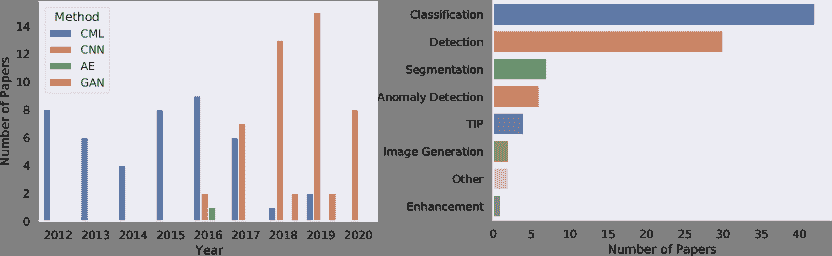 Method
CML
CNN
AE
GAN
Number of Papers
14
12
10
8
6
4
2
0
2012 2013 2014 2015 2016 2017 2018 2019 2020
Year
Classification
Detection
Segmentation
Anomaly Detection
TIP
Image Generation
Other
Enhancement
0 5 10 15 20 25 30 35 40
Number of Papers